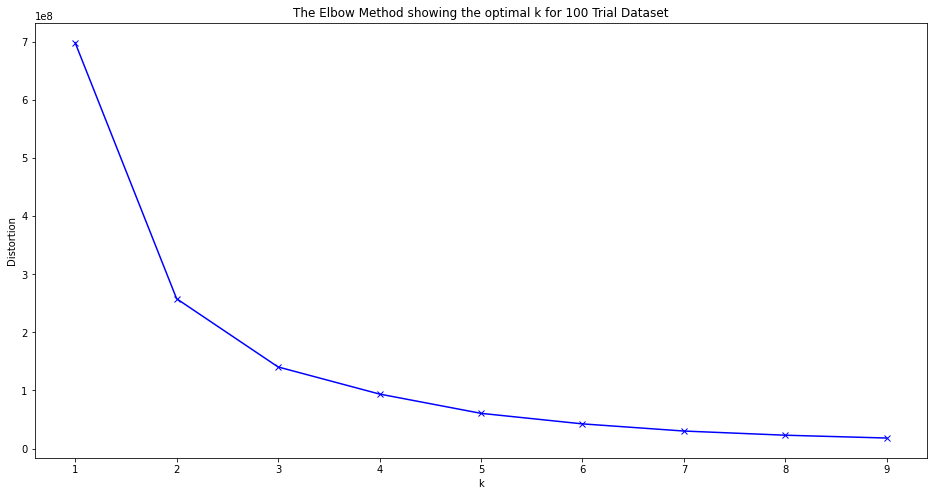 The Elbow Method showing the optimal k for 100 Trial Dataset
1e8
7
6
5
4
3
2
1
0
Distortion
1 2 3 4 5 6 7 8 9
k